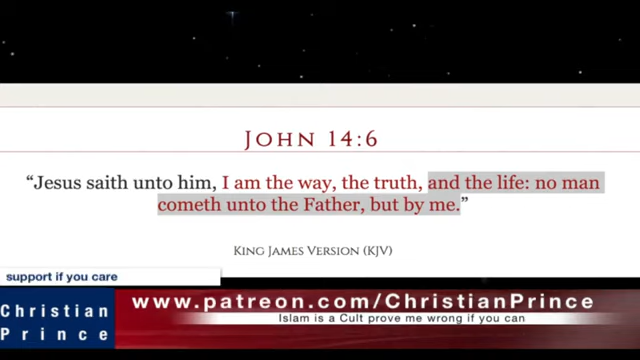 JOHN 14:6
“Jesus saith unto him, I am the way, the truth, and the life: no man
cometh unto the Father, but by me.”
KING JAMES VERSION (KJV)
support if you care
Christian
Prince
www.patreon.com/ChristianPrince
Islam is a Cult prove me wrong if you can